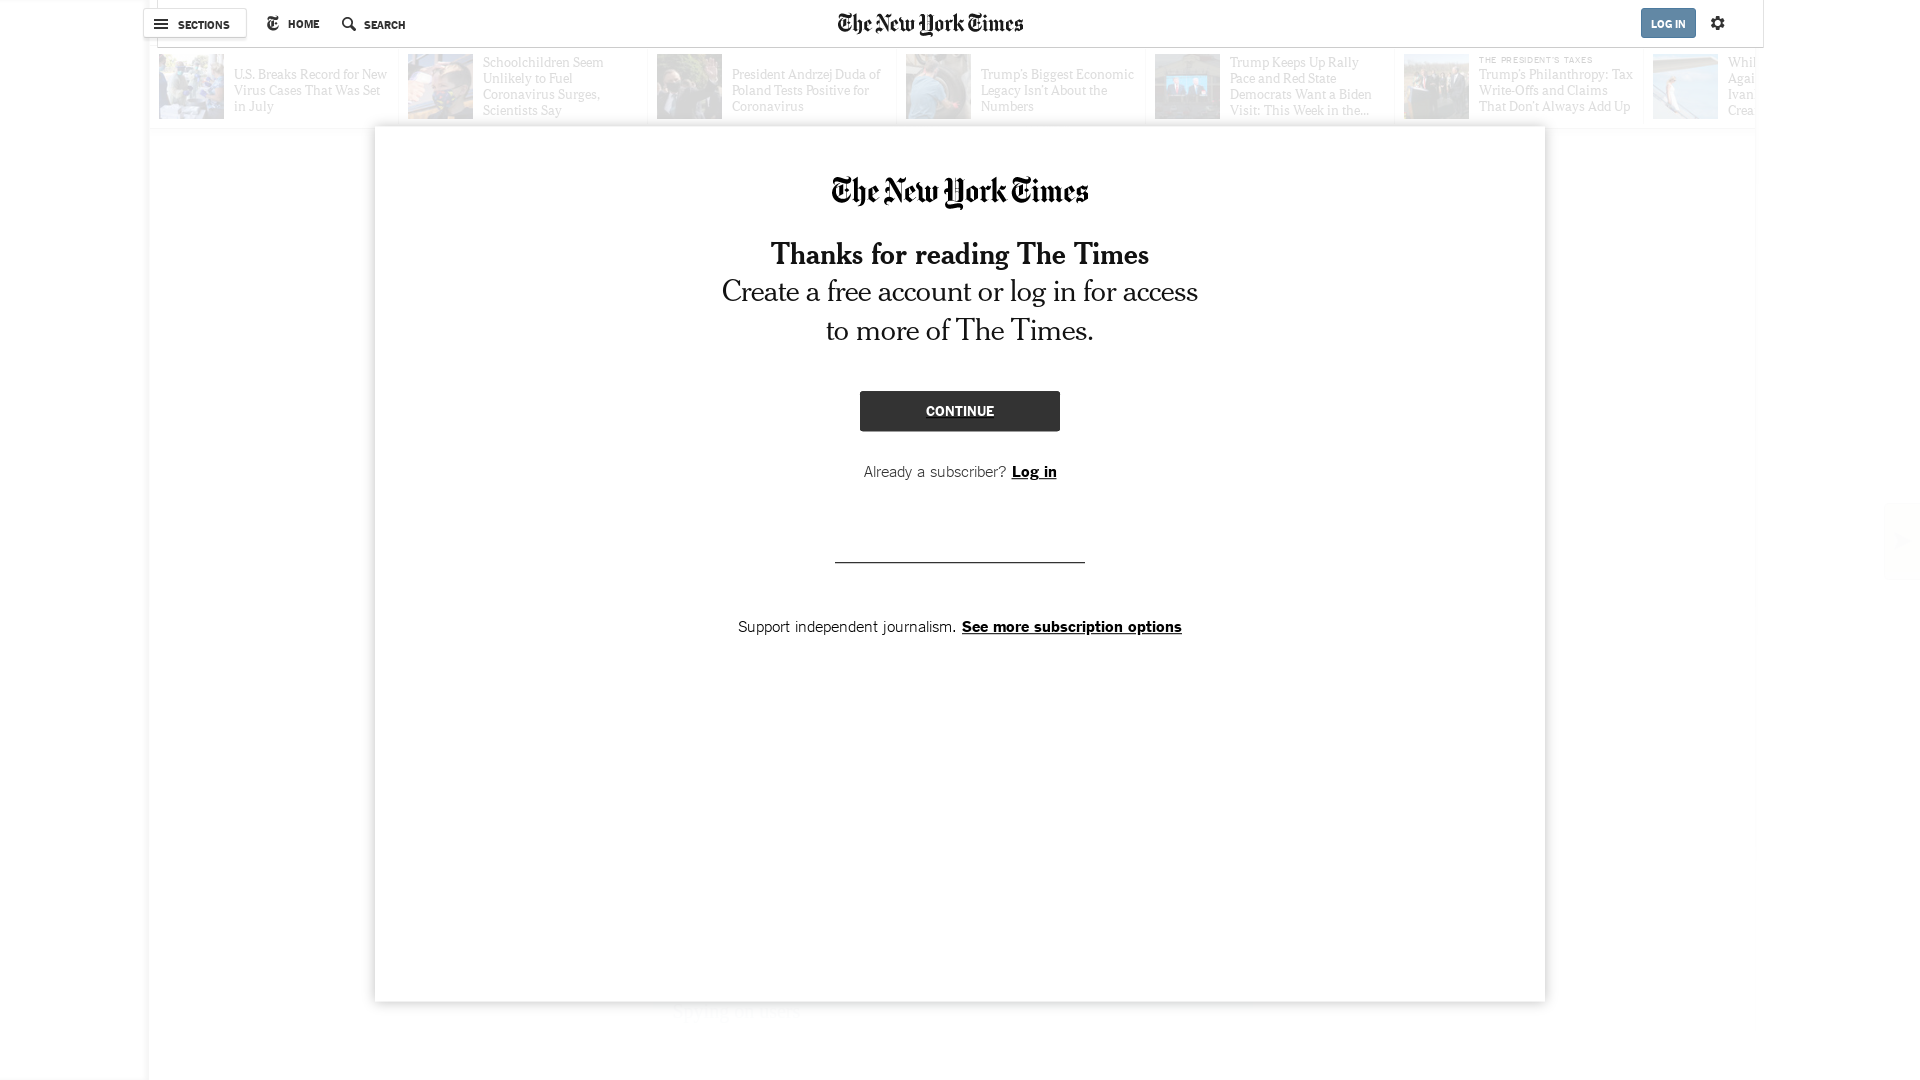 SECTIONS
HOME
SEARCH
The New York Times
LOG IN
U.S. Breaks Record for New
Virus Cases That Was Set
in July
Schoolchildren Seem
Unlikely to Fuel
Coronavirus Surges,
Scientists Say
President Andrzej Duda of
Poland Tests Positive for
Coronavirus
Trump's Biggest Economic
Legacy Isn't About the
Numbers
Trump Keeps Up Rally
Pace and Red State
Democrats Want a Biden
Visit: This Week in the...
THE PRESIDENT'S TAXES
Trump's Philanthropy: Tax
Write-Offs and Claims
That Don't Always Add Up
The New York Times
Thanks for reading The Times
Create a free account or log in for access
to more of The Times.
CONTINUE
Already a subscriber? Log in
Support independent journalism. See more subscription options